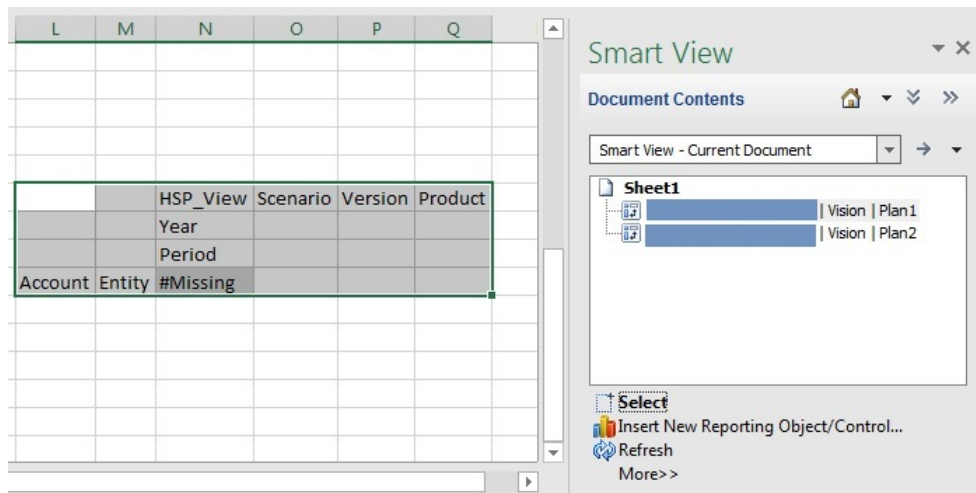 L M N O P Q
HSP_View Scenario Version Product
Year
Period
Account Entity #Missing
Smart View
Document Contents
Smart View - Current Document
Sheet1
| Vision | Plan1
| Vision | Plan2
Select
Insert New Reporting Object/Control...
Refresh
More>>